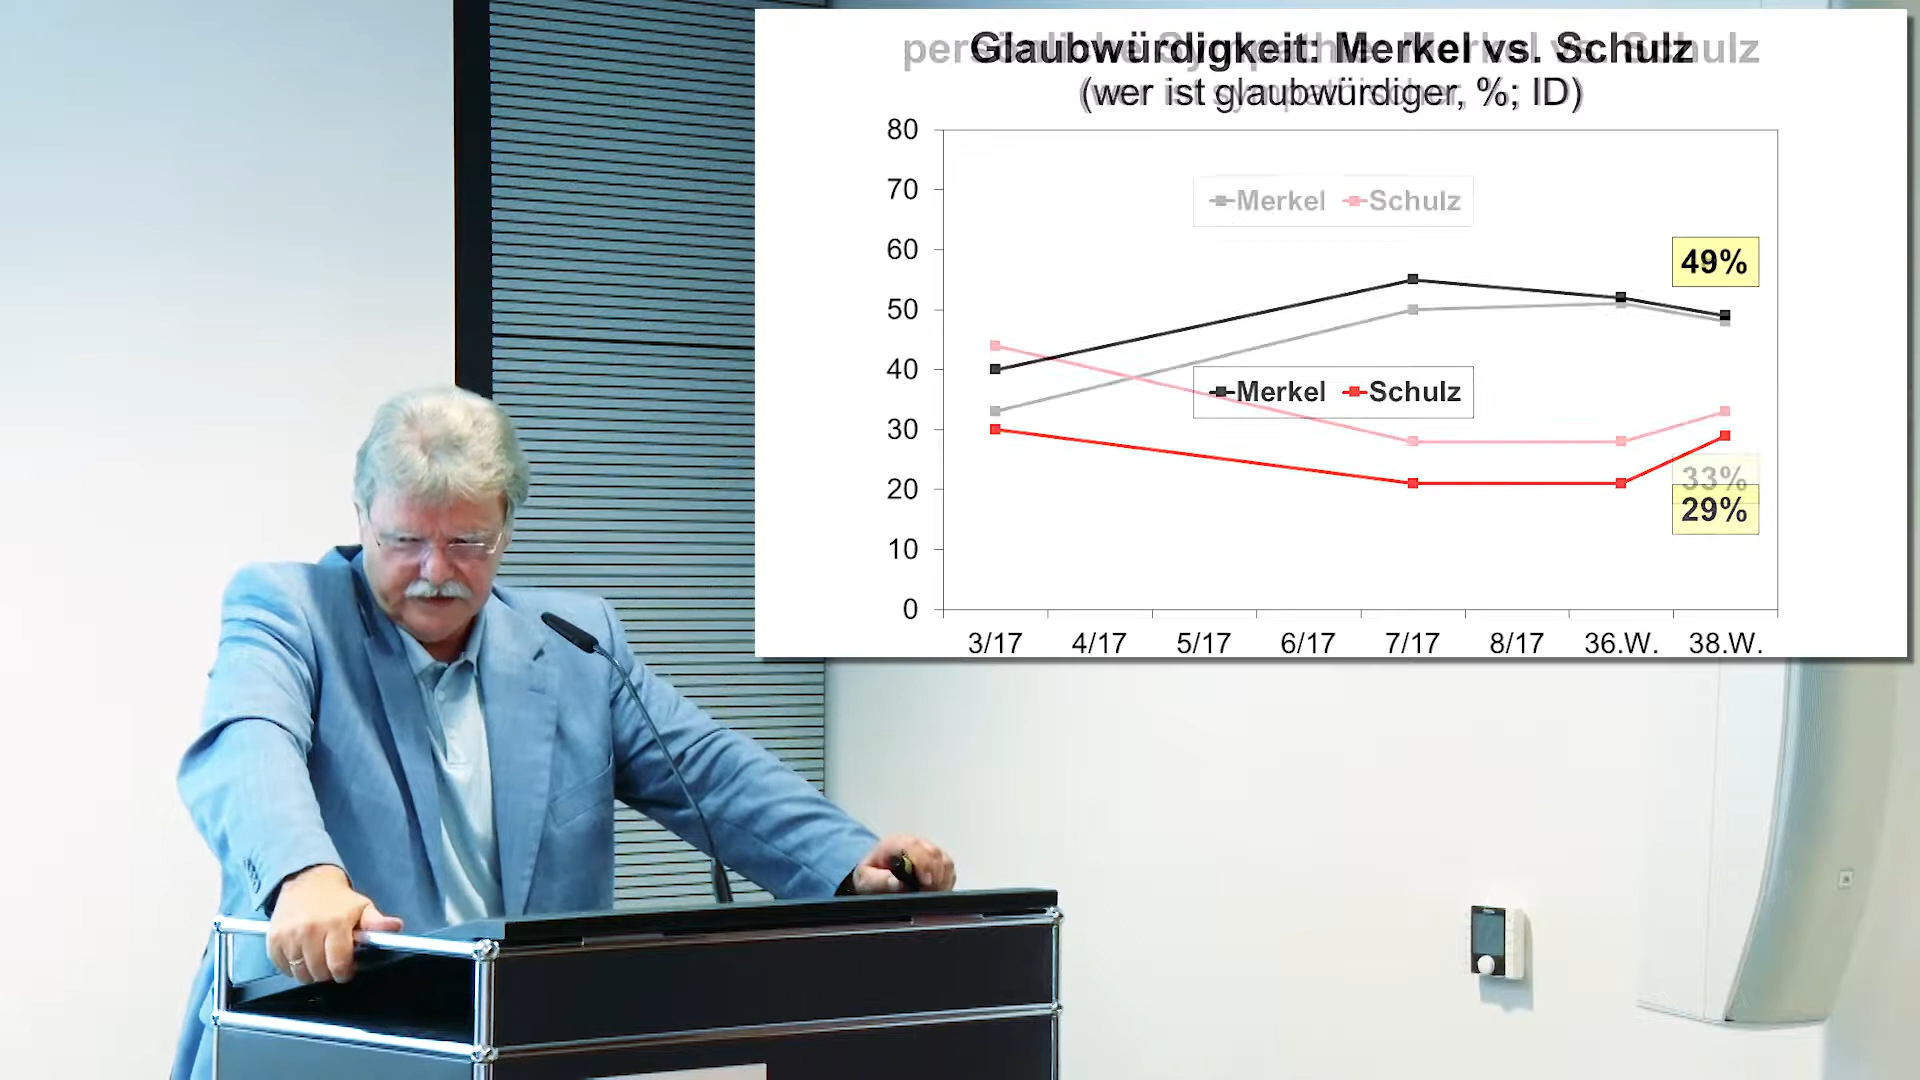 Glaubwürdigkeit: Merkel vs. Schulz
(wer ist glaubwürdiger, %; ID)
80
70
60
50
40
30
20
10
0
Merkel Schulz
49%
Merkel Schulz
33%
29%
3/17 4/17 5/17 6/17 7/17 8/17 36.W. 38.W.